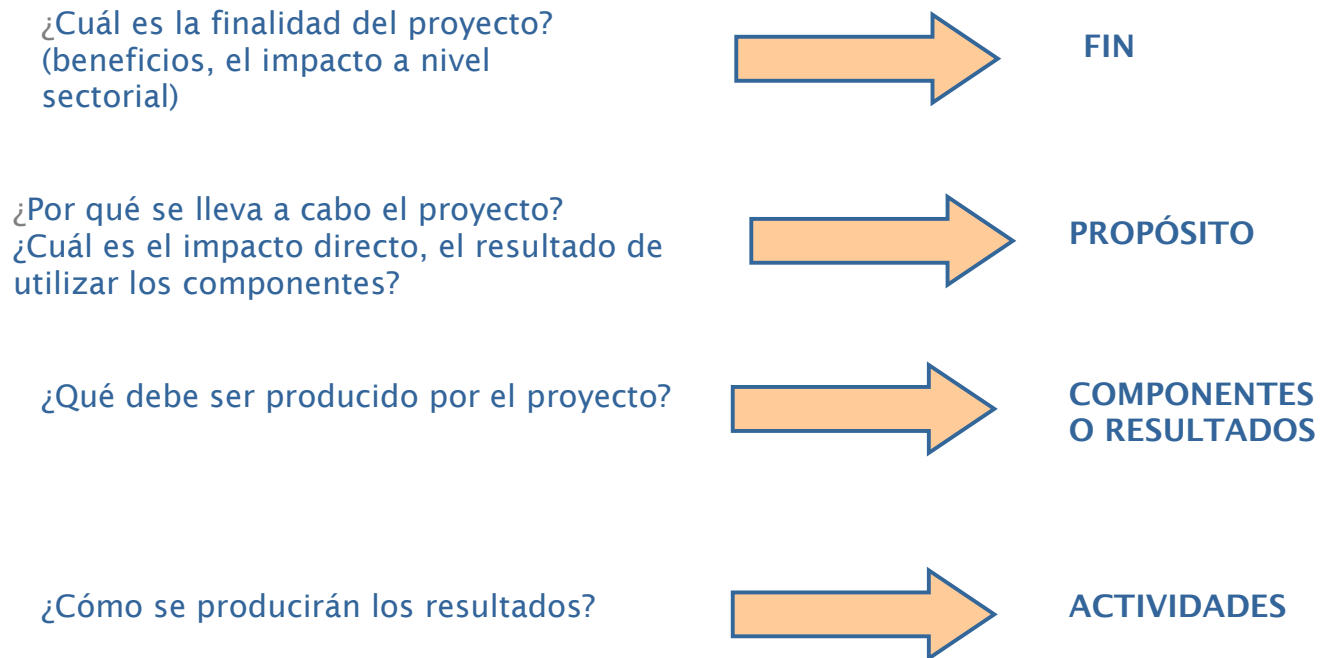 ¿Cuál es la finalidad del proyecto?
(beneficios, el impacto a nivel
sectorial)
FIN
¿Por qué se lleva a cabo el proyecto?
¿Cuál es el impacto directo, el resultado de
utilizar los componentes?
PROPÓSITO
¿Qué debe ser producido por el proyecto?
COMPONENTES
O RESULTADOS
¿Cómo se producirán los resultados?
ACTIVIDADES